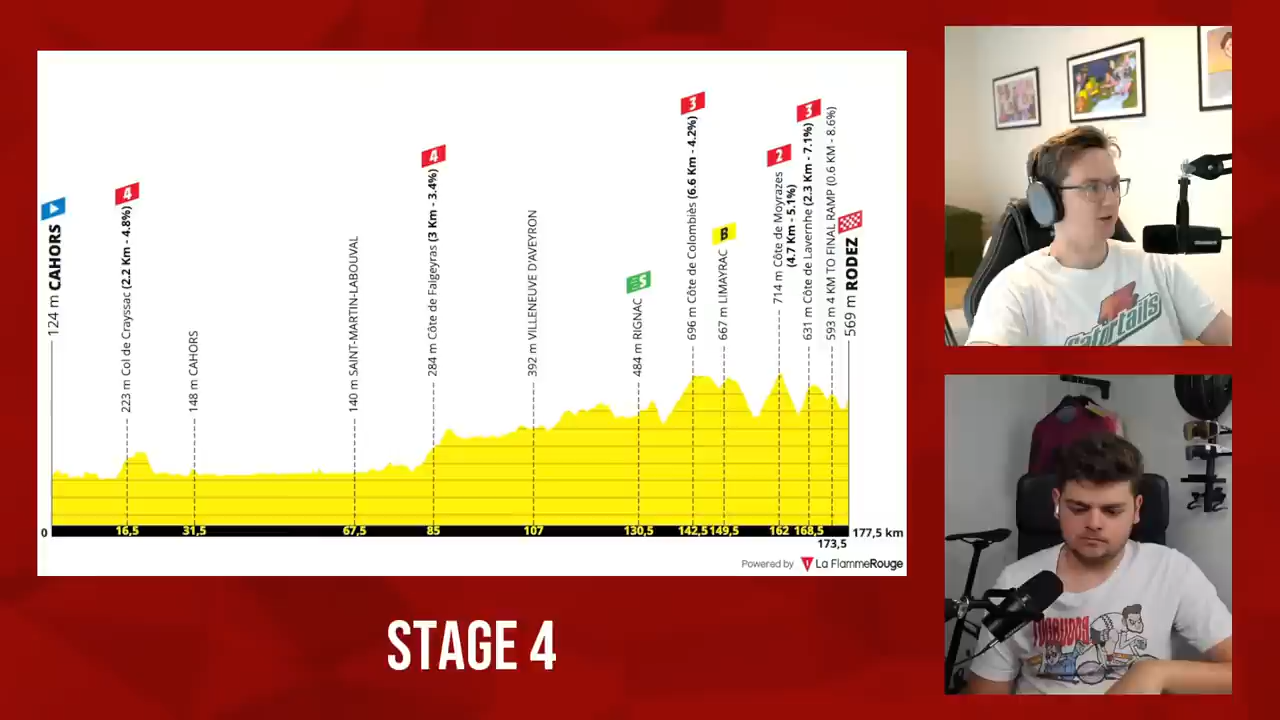 124 m CAHORS
4
223 m Col de Crayssac (2.2 Km - 4.8%)
148 m CAHORS
140 m SAINT-MARTIN-LABOUVAL
4
284 m Côte de Falgeyras (3 Km - 3.4%)
392 m VILLENEUVE D'AVEYRON
S
484 m RIGNAC
3
696 m Côte de Colombiès (6.6 Km - 4.2%)
B
667 m LIMAYRAC
2
714 m Côte de Moyrazes
(4.7 Km - 5.1%)
3
631 m Côte de Lavernhe (2.3 Km - 7.1%)
593 m 4 KM TO FINAL RAMP (0.6 KM - 8.6%)
569 m RODEZ
0 16,5 31,5 67,5 85 107 130,5 142,5 149,5 162 168,5 177,5 km
173,5
Powered by La FlammeRouge
STAGE 4